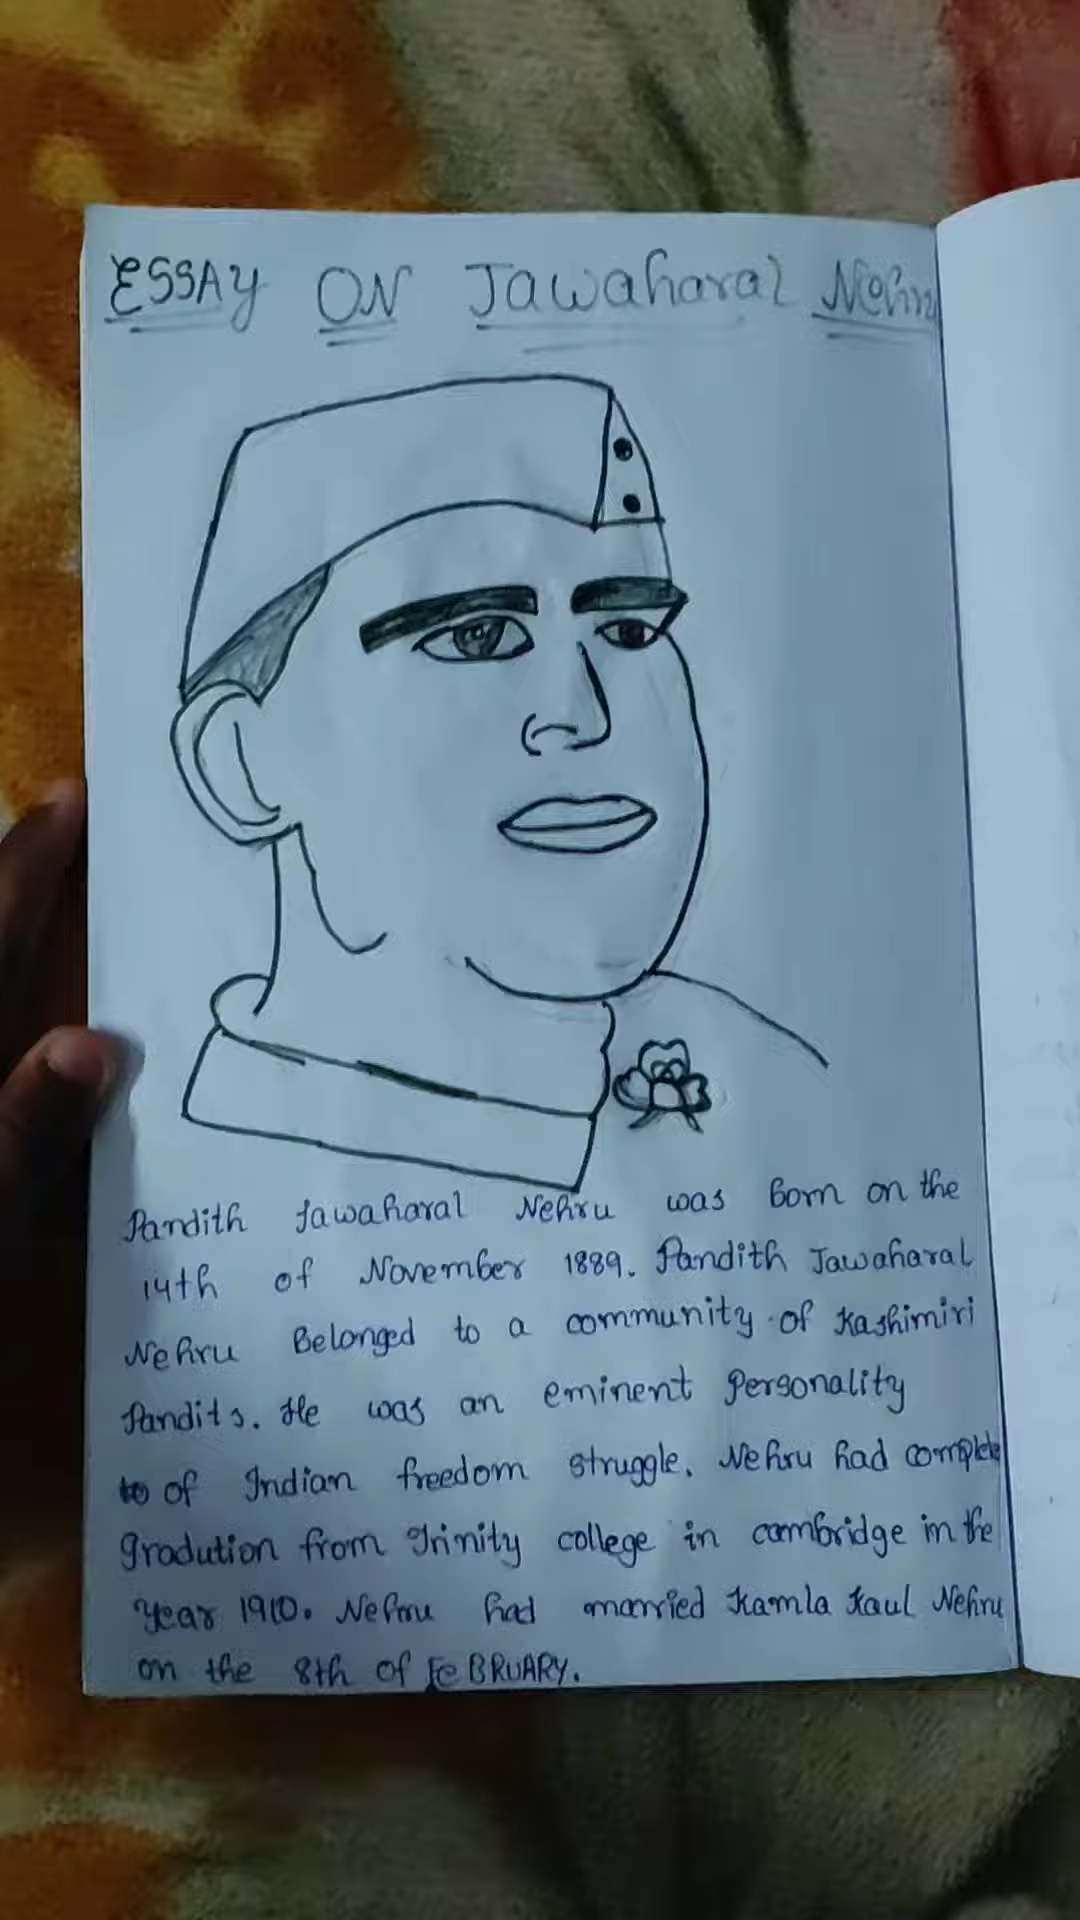 ESSAY ON Jawaharal Nehru
Pandith Jawaharal Nehru was Born on the
14th of November 1889. Pandith Jawaharal
Nehru Belonged to a community of Kashimiri
Pandits. He was an eminent Personality
to of Indian freedom struggle. Nehru had complete
Gradution from Trinity college in cambridge in the
Year 1910. Nehru had married Kamla Kaul Nehru
on the 8th of FeBRUARY.